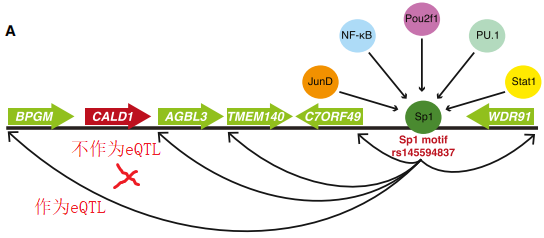 A
Pou2f1
NF-κB
PU.1
JunD
Stat1
BPGM CALD1 AGBL3 TMEM140 C7ORF49 Sp1 WDR91
Sp1 motif
rs145594837
不作为eQTL
作为eQTL